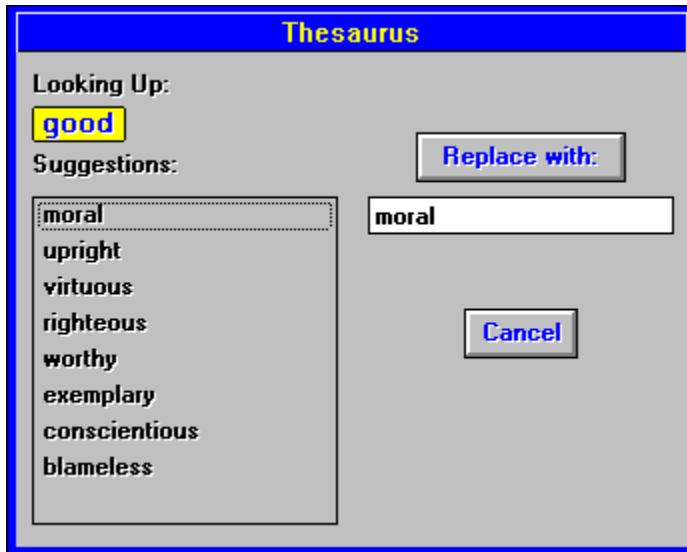 Thesaurus
Looking Up:
good
Suggestions:
moral
upright
virtuous
righteous
worthy
exemplary
conscientious
blameless
Replace with:
moral
Cancel